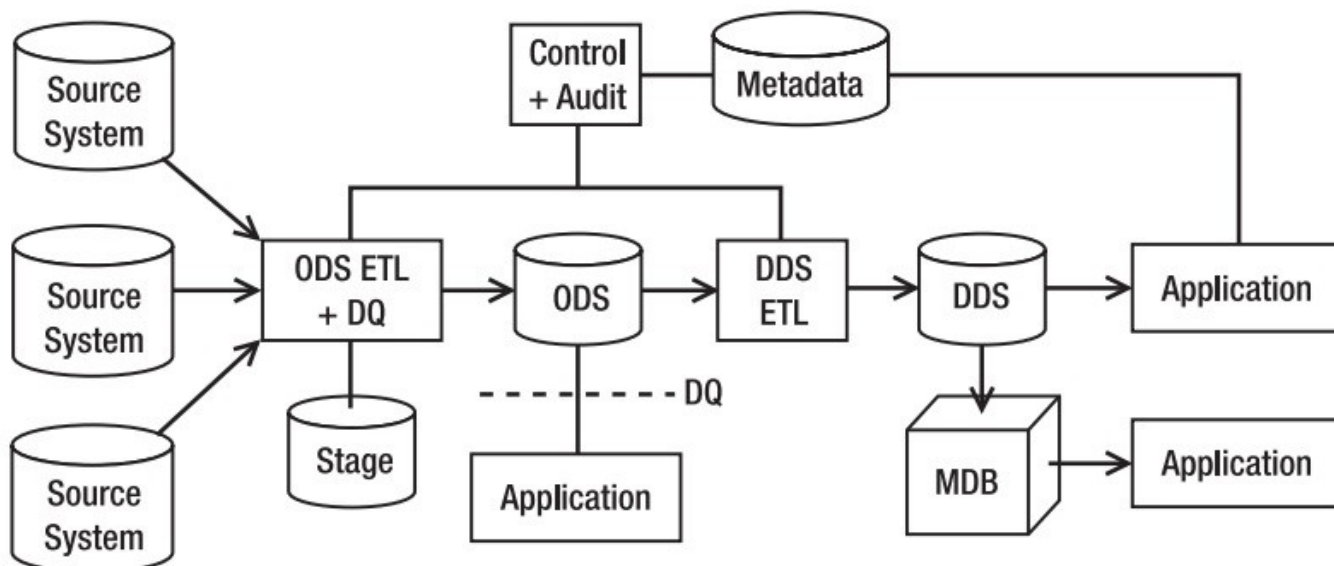 Source
System
Control
+ Audit
Metadata
Source
System
ODS ETL
+ DQ
ODS
DDS
ETL
DDS
Application
DQ
Stage
Application
MDB
Application
Source
System